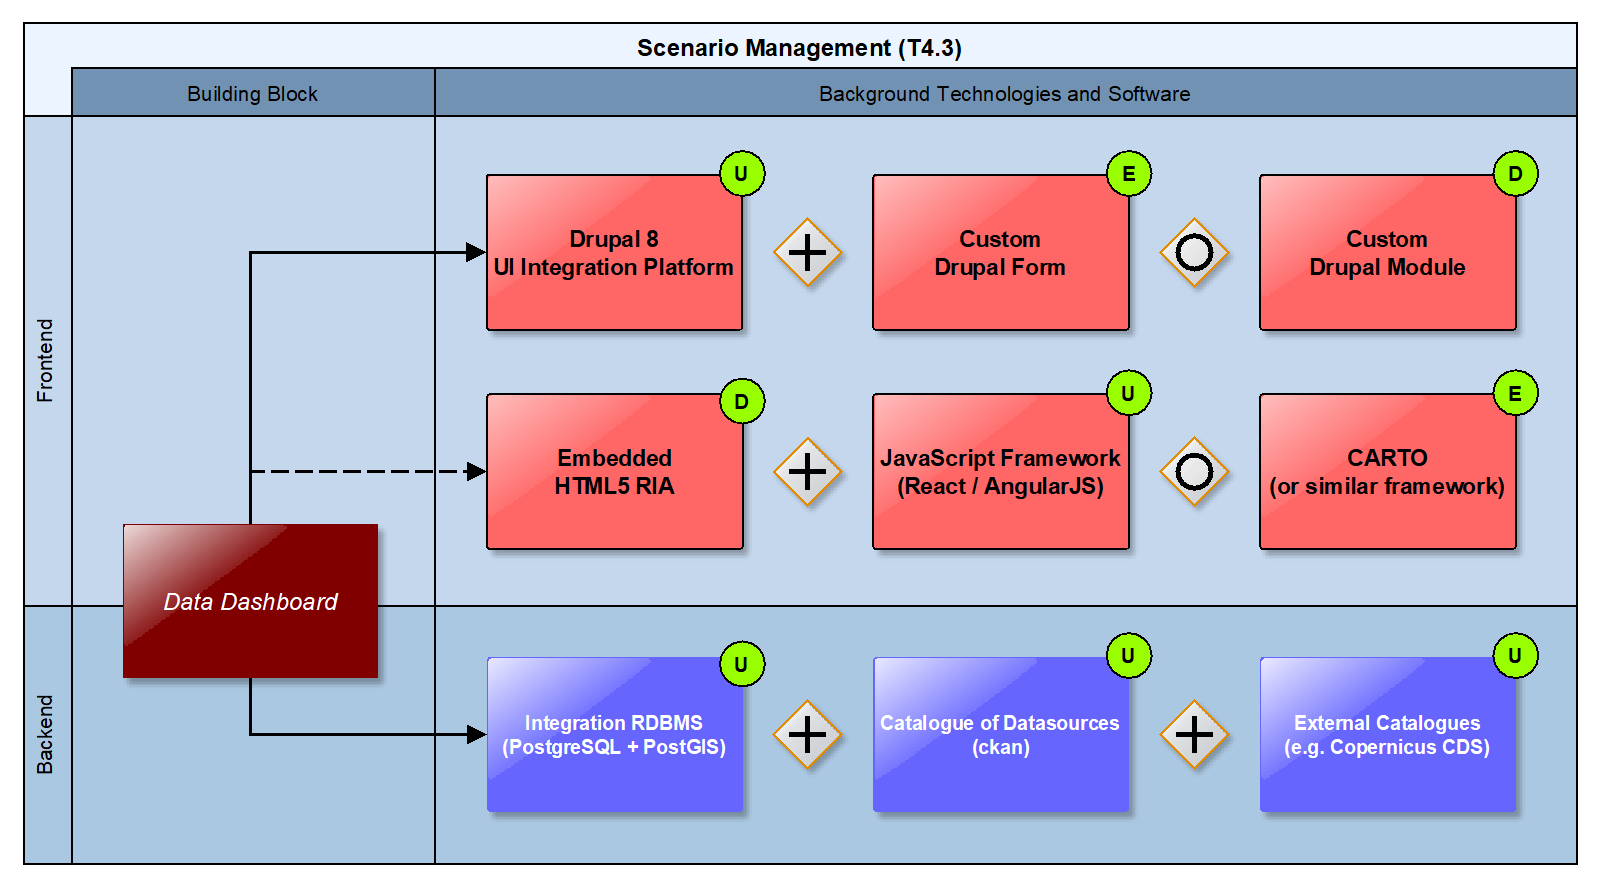 Scenario Management (T4.3)
Building Block
Background Technologies and Software
Frontend
U
E
D
Drupal 8
UI Integration Platform
Custom
Drupal Form
Custom
Drupal Module
D
U
E
Embedded
HTML5 RIA
JavaScript Framework
(React / AngularJS)
CARTO
(or similar framework)
Data Dashboard
Backend
U
U
U
Integration RDBMS
(PostgreSQL + PostGIS)
Catalogue of Datasources
(ckan)
External Catalogues
(e.g. Copernicus CDS)